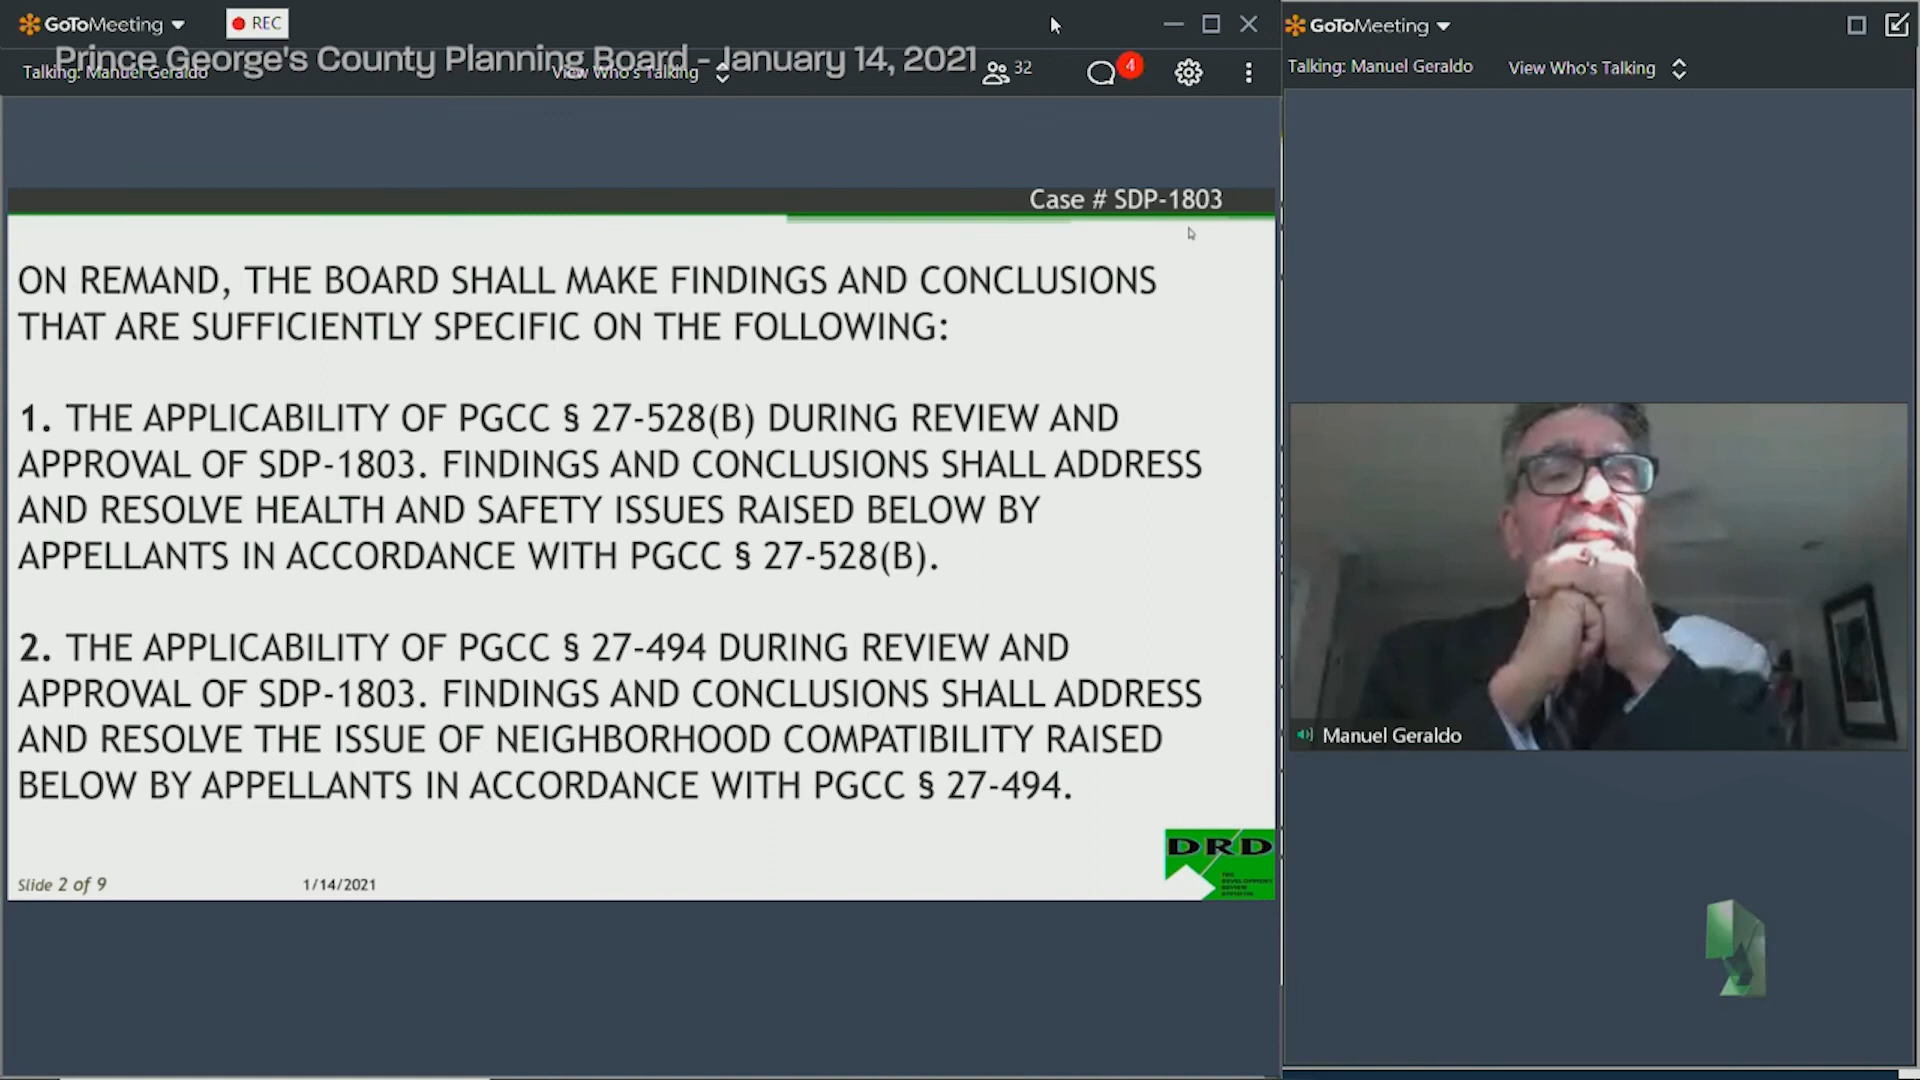 GoToMeeting
REC
Prince George's County Planning Board - January 14, 2021
Talking: Manuel Geraldo
View Who's Talking
32
4
GoToMeeting
Talking: Manuel Geraldo
View Who's Talking
Case # SDP-1803
ON REMAND, THE BOARD SHALL MAKE FINDINGS AND CONCLUSIONS
THAT ARE SUFFICIENTLY SPECIFIC ON THE FOLLOWING:
1. THE APPLICABILITY OF PGCC § 27-528(B) DURING REVIEW AND
APPROVAL OF SDP-1803. FINDINGS AND CONCLUSIONS SHALL ADDRESS
AND RESOLVE HEALTH AND SAFETY ISSUES RAISED BELOW BY
APPELLANTS IN ACCORDANCE WITH PGCC § 27-528(B).
2. THE APPLICABILITY OF PGCC § 27-494 DURING REVIEW AND
APPROVAL OF SDP-1803. FINDINGS AND CONCLUSIONS SHALL ADDRESS
AND RESOLVE THE ISSUE OF NEIGHBORHOOD COMPATIBILITY RAISED
BELOW BY APPELLANTS IN ACCORDANCE WITH PGCC § 27-494.
Slide 2 of 9
1/14/2021
DRD
THE
DEVELOPMENT
REVIEW
DIVISION
Manuel Geraldo